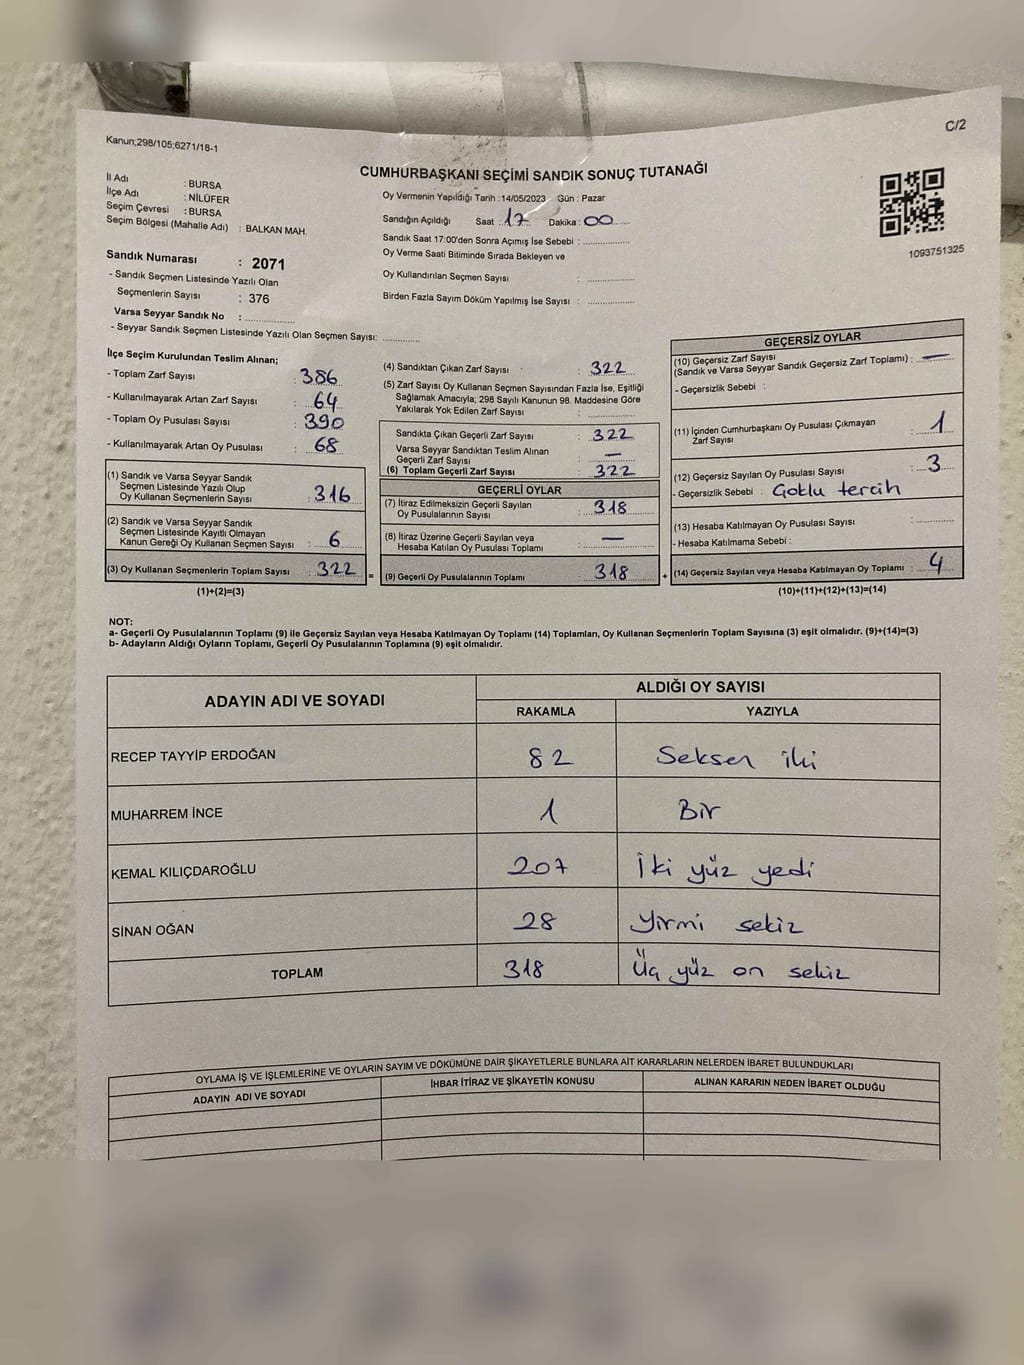 C/2
Kanun;298/105;6271/18-1
CUMHURBAŞKANI SEÇİMİ SANDIK SONUÇ TUTANAĞI
İl Adı : BURSA
İlçe Adı : NİLÜFER
Seçim Çevresi : BURSA
Seçim Bölgesi (Mahalle Adı) : BALKAN MAH.
Oy Vermenin Yapıldığı Tarih :14/05/2023 Gün : Pazar
Sandığın Açıldığı Saat : 17 Dakika : 00
Sandık Saat 17:00'den Sonra Açımış İse Sebebi :
Oy Verme Saati Bitiminde Sırada Bekleyen ve
Oy Kullandırılan Seçmen Sayısı :
Birden Fazla Sayım Döküm Yapılmış İse Sayısı :
1093751325
Sandık Numarası : 2071
- Sandık Seçmen Listesinde Yazılı Olan
Seçmenlerin Sayısı : 376
Varsa Seyyar Sandık No :
- Seyyar Sandık Seçmen Listesinde Yazılı Olan Seçmen Sayısı:
İlçe Seçim Kurulundan Teslim Alınan;
- Toplam Zarf Sayısı : 386
- Kullanılmayarak Artan Zarf Sayısı : 64
- Toplam Oy Pusulası Sayısı : 390
- Kullanılmayarak Artan Oy Pusulası : 68
(1) Sandık ve Varsa Seyyar Sandık
Seçmen Listesinde Yazılı Olup
Oy Kullanan Seçmenlerin Sayısı : 316
(2) Sandık ve Varsa Seyyar Sandık
Seçmen Listesinde Kayıtlı Olmayan
Kanun Gereği Oy Kullanan Seçmen Sayısı : 6
(3) Oy Kullanan Seçmenlerin Toplam Sayısı : 322
(1)+(2)=(3)
(4) Sandıktan Çıkan Zarf Sayısı : 322
(5) Zarf Sayısı Oy Kullanan Seçmen Sayısından Fazla İse, Eşitliği
Sağlamak Amacıyla; 298 Sayılı Kanunun 98. Maddesine Göre
Yakılarak Yok Edilen Zarf Sayısı :
Sandıkta Çıkan Geçerli Zarf Sayısı : 322
Varsa Seyyar Sandıktan Teslim Alınan
Geçerli Zarf Sayısı : —
(6) Toplam Geçerli Zarf Sayısı : 322
GEÇERLİ OYLAR
(7) İtiraz Edilmeksizin Geçerli Sayılan
Oy Pusulalarının Sayısı : 318
(8) İtiraz Üzerine Geçerli Sayılan veya
Hesaba Katılan Oy Pusulası Toplamı : —
=
(9) Geçerli Oy Pusulalarının Toplamı : 318
+
GEÇERSİZ OYLAR
(10) Geçersiz Zarf Sayısı
(Sandık ve Varsa Seyyar Sandık Geçersiz Zarf Toplamı) : —
- Geçersizlik Sebebi :
(11) İçinden Cumhurbaşkanı Oy Pusulası Çıkmayan
Zarf Sayısı : 1
(12) Geçersiz Sayılan Oy Pusulası Sayısı : 3
- Geçersizlik Sebebi : Çoklu tercih
(13) Hesaba Katılmayan Oy Pusulası Sayısı :
- Hesaba Katılmama Sebebi :
(14) Geçersiz Sayılan veya Hesaba Katılmayan Oy Toplamı : 4
(10)+(11)+(12)+(13)=(14)
NOT:
a- Geçerli Oy Pusulalarının Toplamı (9) ile Geçersiz Sayılan veya Hesaba Katılmayan Oy Toplamı (14) Toplamları, Oy Kullanan Seçmenlerin Toplam Sayısına (3) eşit olmalıdır. (9)+(14)=(3)
b- Adayların Aldığı Oyların Toplamı, Geçerli Oy Pusulalarının Toplamına (9) eşit olmalıdır.
ADAYIN ADI VE SOYADI ALDIĞI OY SAYISI
RAKAMLA YAZIYLA
RECEP TAYYİP ERDOĞAN 82 Seksen iki
MUHARREM İNCE 1 Bir
KEMAL KILIÇDAROĞLU 207 İki yüz yedi
SİNAN OĞAN 28 Yirmi sekiz
TOPLAM 318 Üç yüz on sekiz
OYLAMA İŞ VE İŞLEMLERİNE VE OYLARIN SAYIM VE DÖKÜMÜNE DAİR ŞİKAYETLERLE BUNLARA AİT KARARLARIN NELERDEN İBARET BULUNDUKLARI
ADAYIN ADI VE SOYADI İHBAR İTİRAZ VE ŞİKAYETİN KONUSU ALINAN KARARIN NEDEN İBARET OLDUĞU